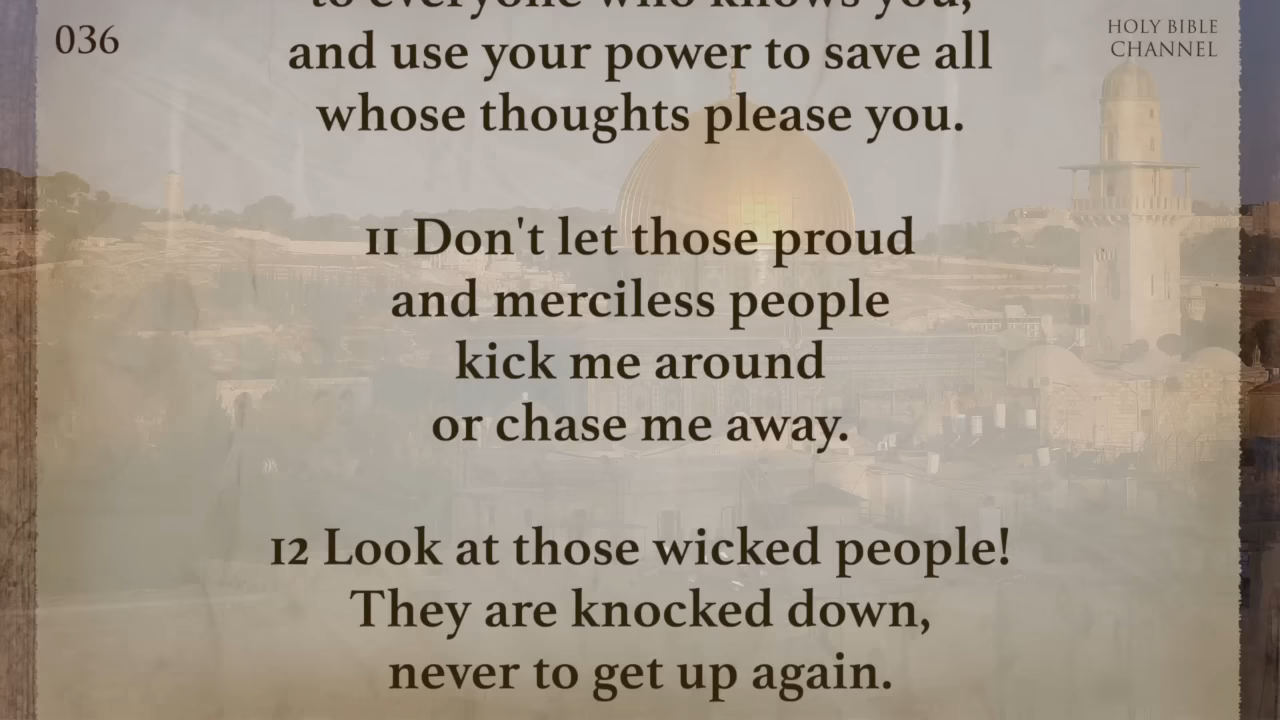 to everyone who knows you,
036
HOLY BIBLE
CHANNEL
and use your power to save all
whose thoughts please you.
11 Don't let those proud
and merciless people
kick me around
or chase me away.
12 Look at those wicked people!
They are knocked down,
never to get up again.